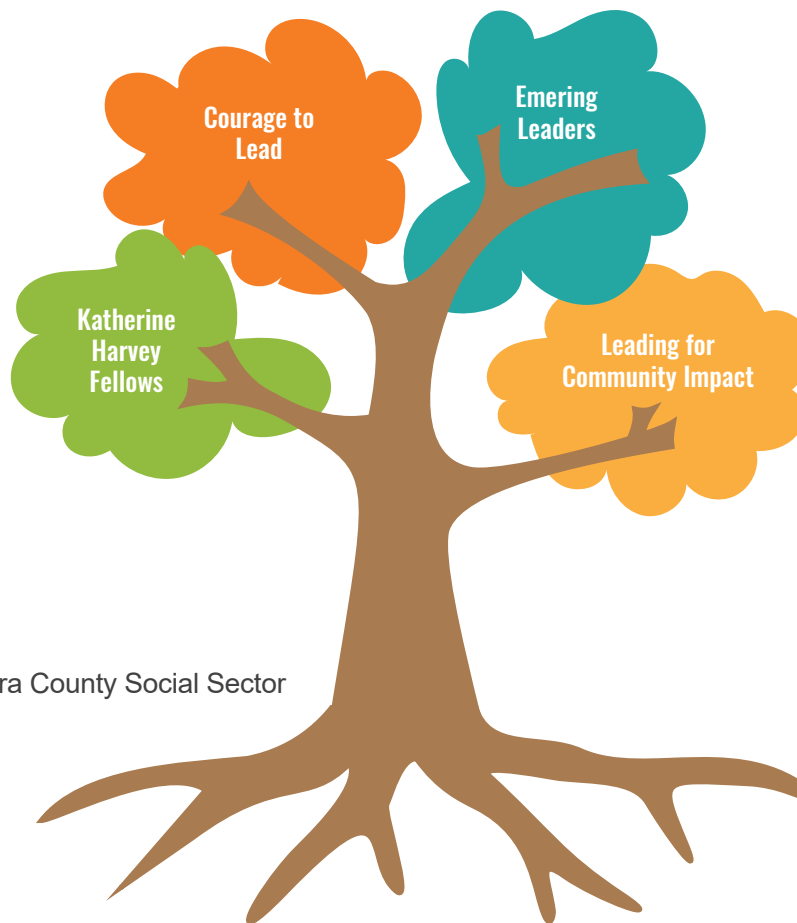 Emering
Leaders
Courage to
Lead
Katherine
Harvey
Fellows
Leading for
Community Impact
ra County Social Sector